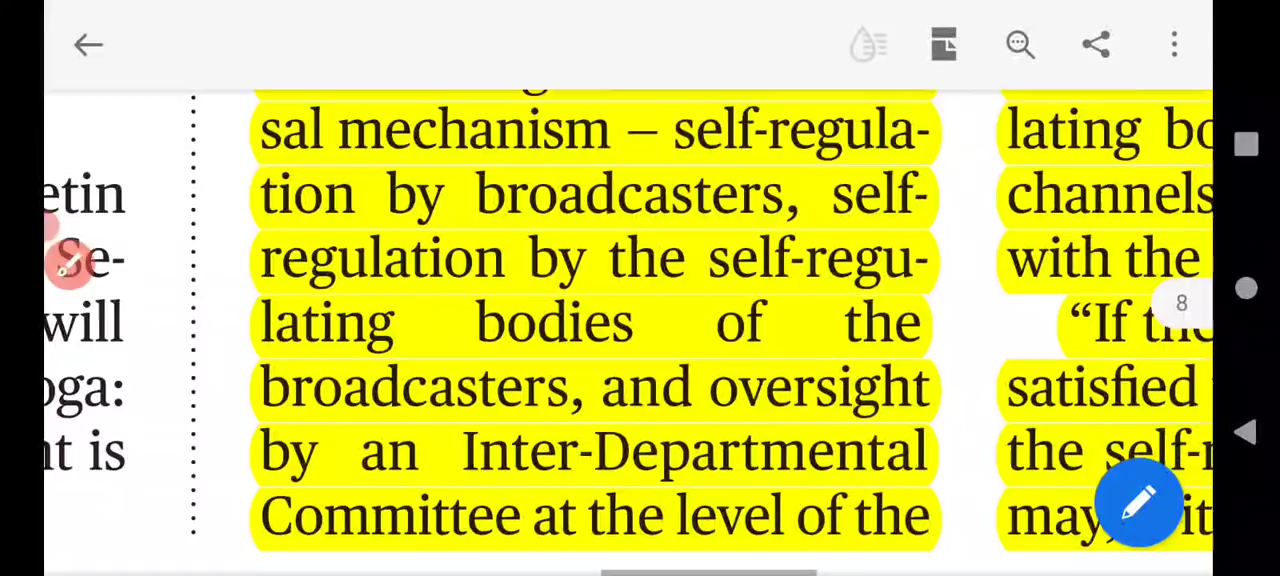 sal mechanism – self-regula-
tion by broadcasters, self-
regulation by the self-regu-
lating bodies of the
broadcasters, and oversight
by an Inter-Departmental
Committee at the level of the
etin
Se-
will
oga:
nt is
lating bo
channels
with the
“If the
satisfied
the self-r
may,
8